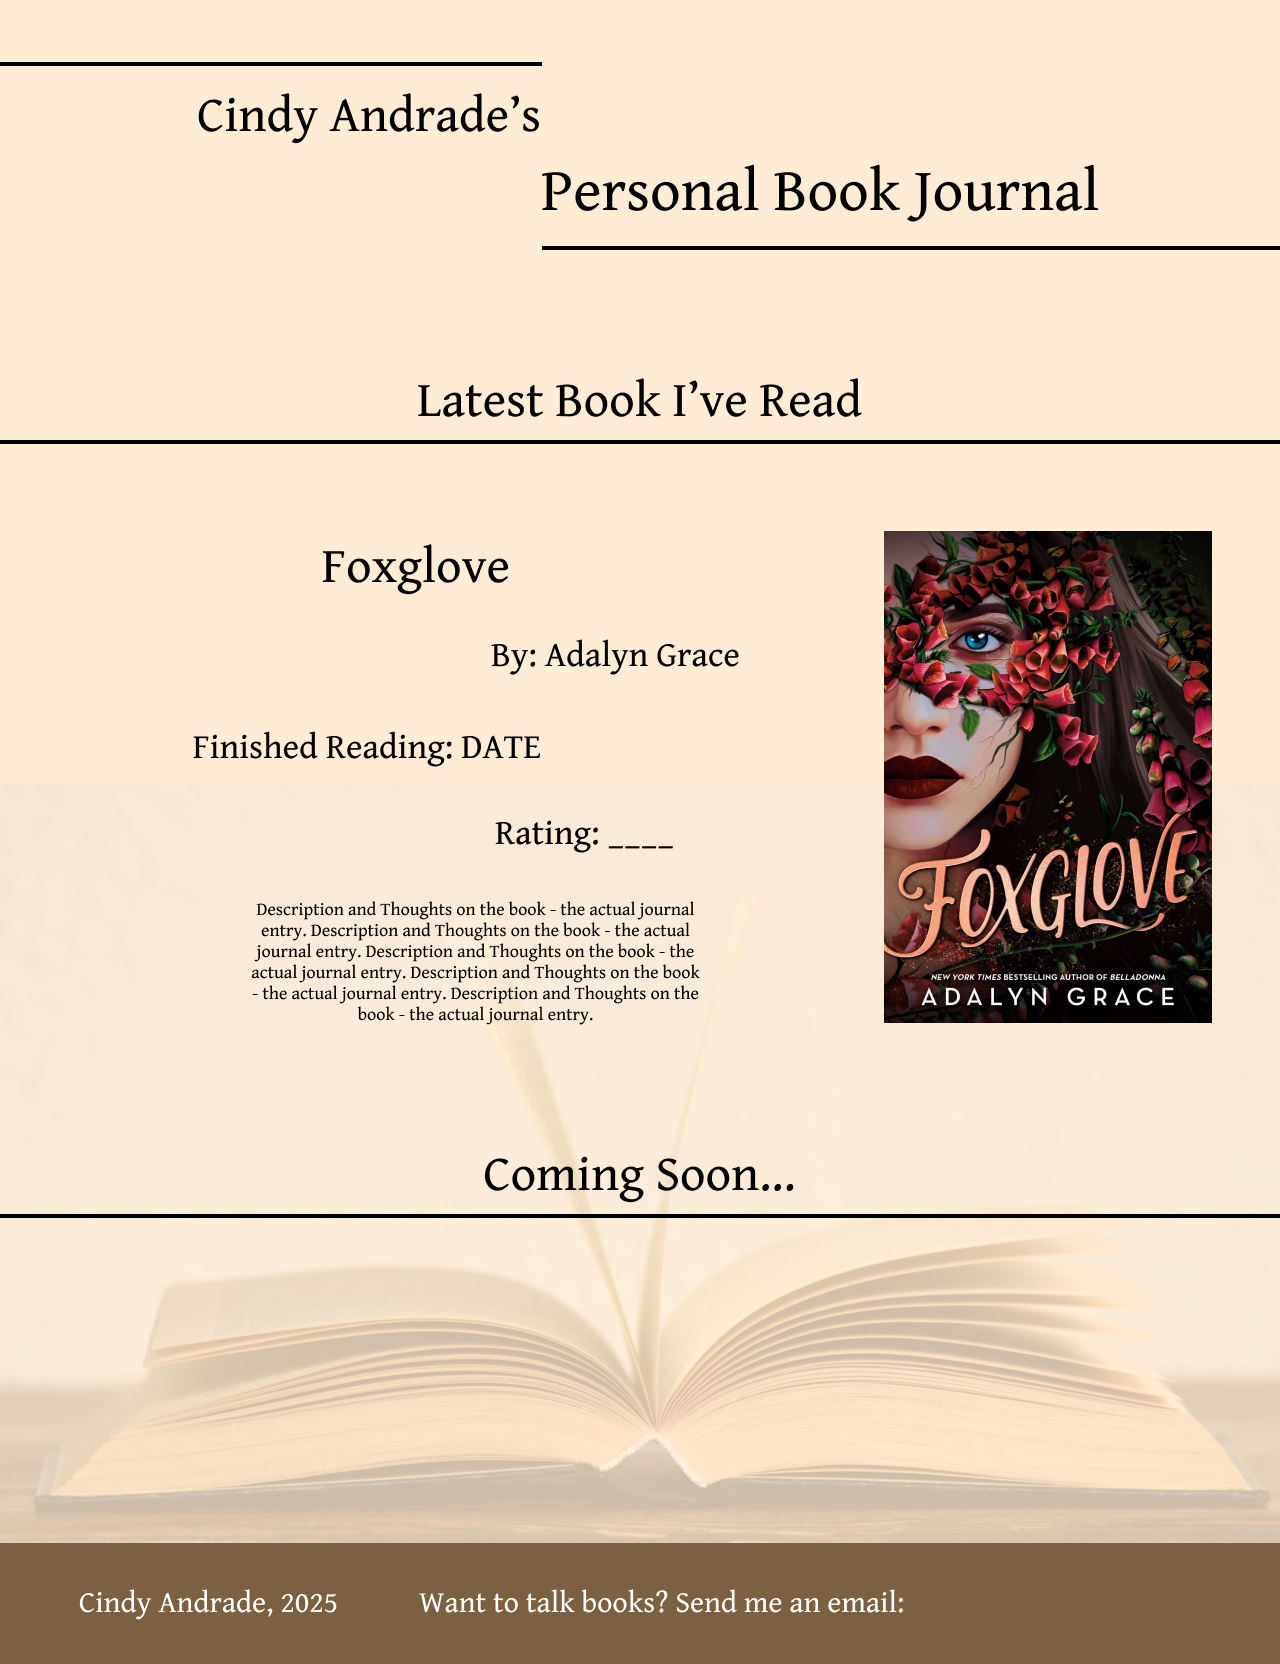 Cindy Andrade’s
Personal Book Journal
Latest Book I’ve Read
Foxglove
By: Adalyn Grace
Finished Reading: DATE
Rating: ____
Description and Thoughts on the book - the actual journal
entry. Description and Thoughts on the book - the actual
journal entry. Description and Thoughts on the book - the
actual journal entry. Description and Thoughts on the book
- the actual journal entry. Description and Thoughts on the
book - the actual journal entry.
FOXGLOVE
NEW YORK TIMES BESTSELLING AUTHOR OF BELLADONNA
ADALYN GRACE
Coming Soon...
Cindy Andrade, 2025
Want to talk books? Send me an email: